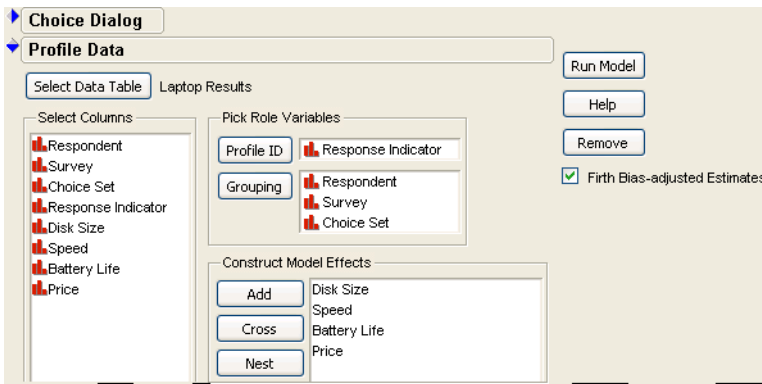 Choice Dialog
Profile Data
Select Data Table Laptop Results
Select Columns
Respondent
Survey
Choice Set
Response Indicator
Disk Size
Speed
Battery Life
Price
Pick Role Variables
Profile ID Response Indicator
Grouping Respondent
Survey
Choice Set
Construct Model Effects
Add
Cross
Nest
Disk Size
Speed
Battery Life
Price
Run Model
Help
Remove
Firth Bias-adjusted Estimates